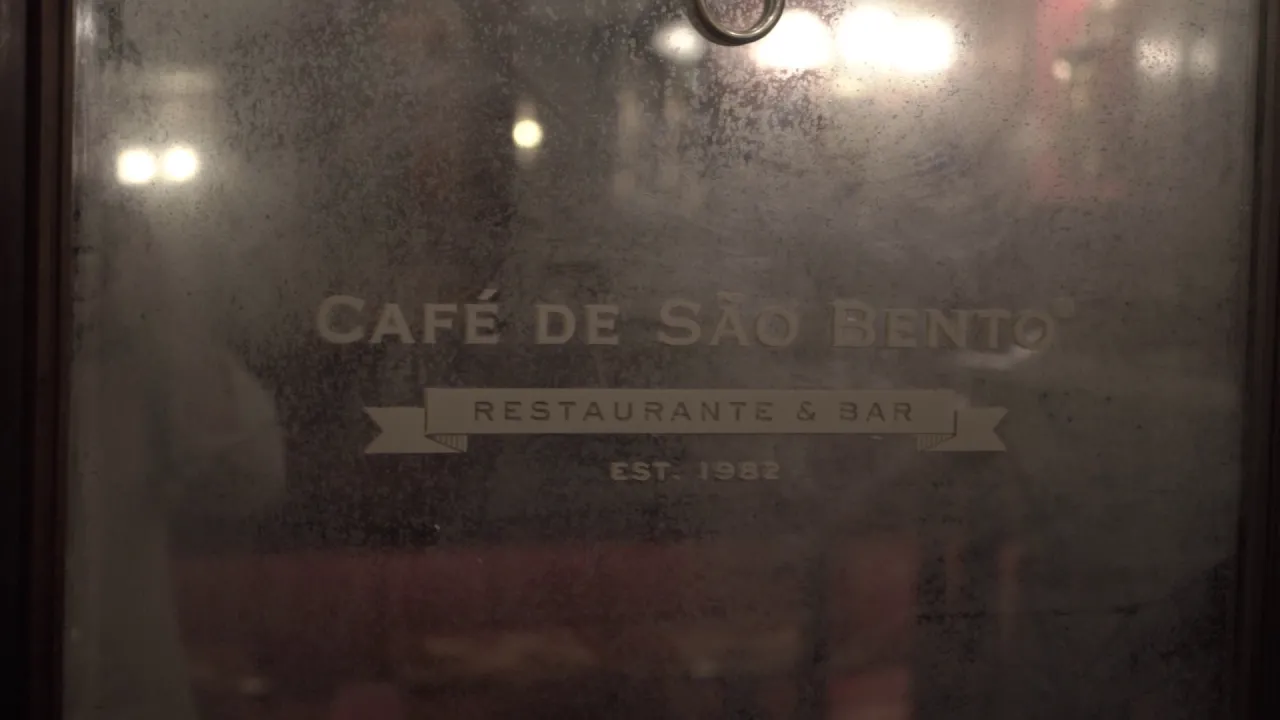 CAFÉ DE SÃO BENTO
RESTAURANTE & BAR
EST. 1982